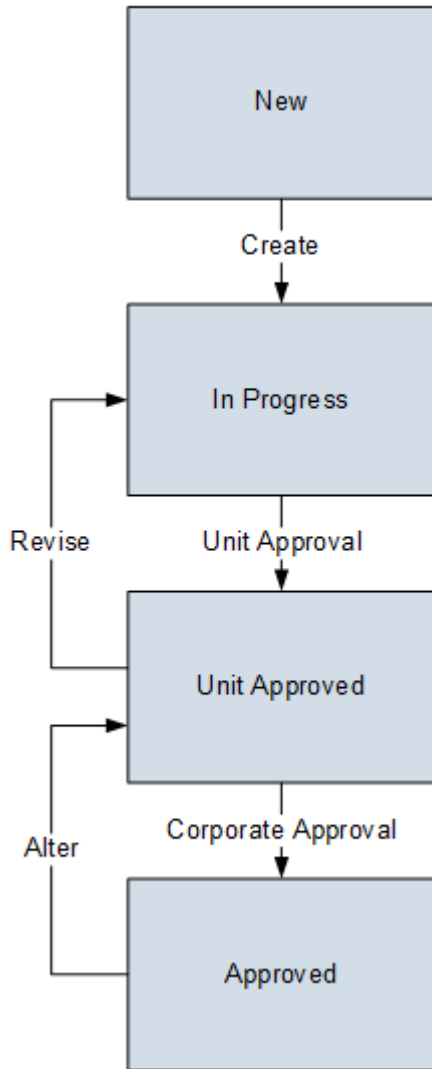 New
Create
In Progress
Revise
Unit Approval
Unit Approved
Corporate Approval
Alter
Approved